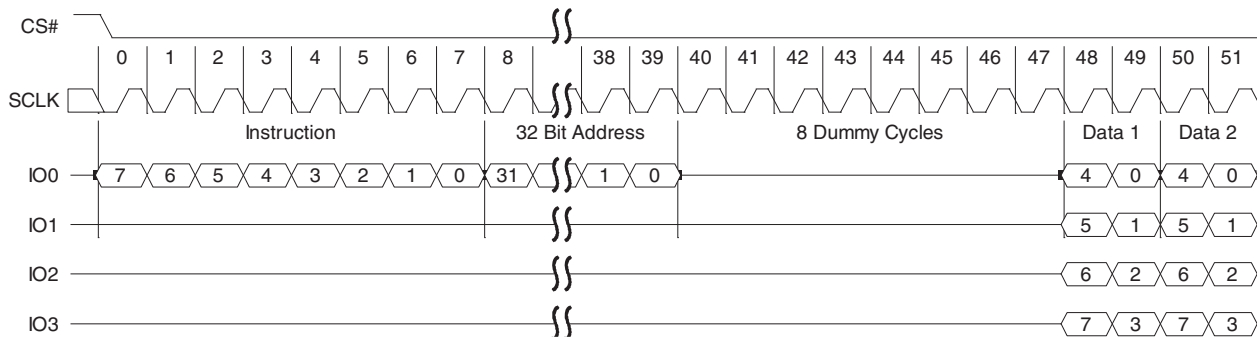 CS#
0 1 2 3 4 5 6 7 8 38 39 40 41 42 43 44 45 46 47 48 49 50 51
SCLK
Instruction 32 Bit Address 8 Dummy Cycles Data 1 Data 2
IO0 7 6 5 4 3 2 1 0 31 1 0 4 0 4 0
IO1 5 1 5 1
IO2 6 2 6 2
IO3 7 3 7 3